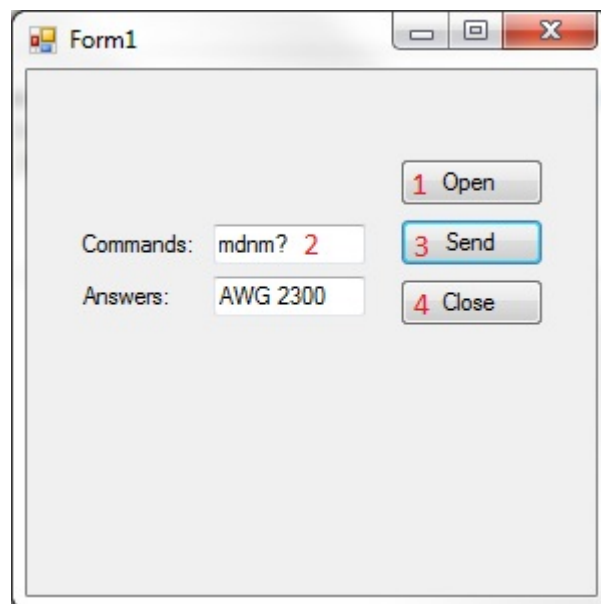 Form1
1 Open
Commands: mdnm? 2 3 Send
Answers: AWG 2300
4 Close